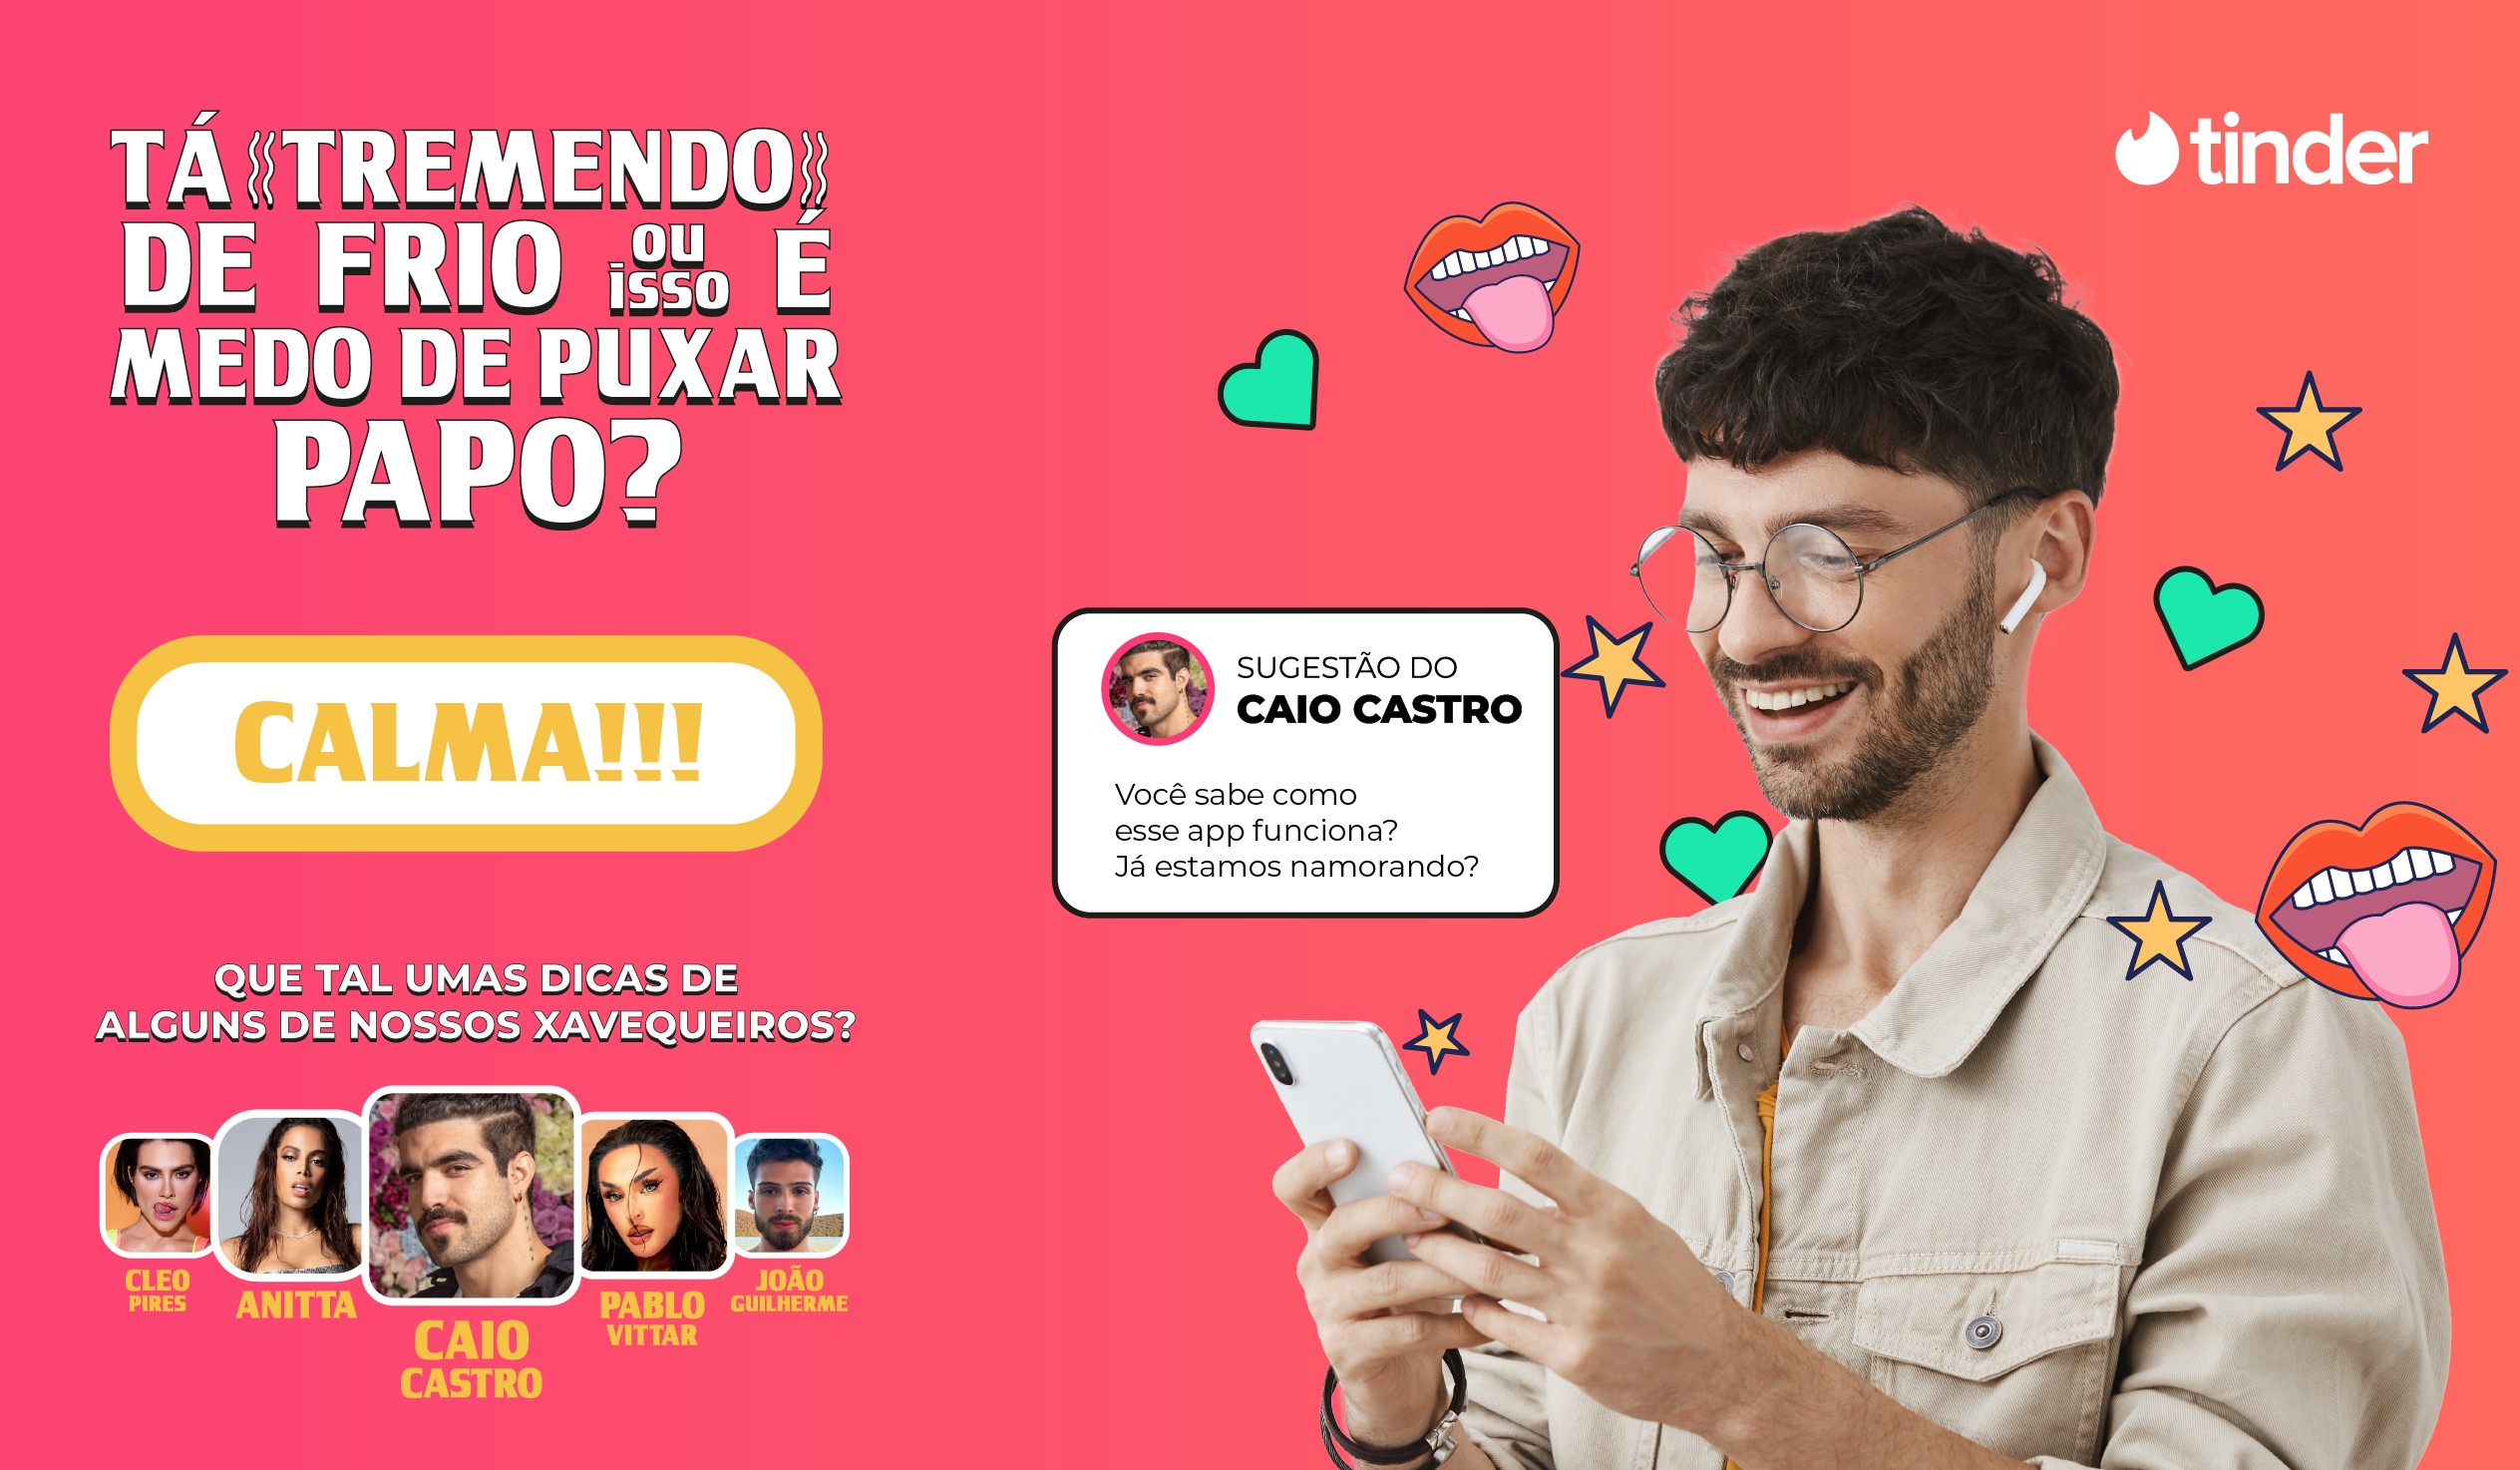 TÁ TREMENDO
DE FRIO ou isso É
MEDO DE PUXAR
PAPO?
CALMA!!!
QUE TAL UMAS DICAS DE
ALGUNS DE NOSSOS XAVEQUEIROS?
CLEO
PIRES
ANITTA
CAIO
CASTRO
PABLO
VITTAR
JOÃO
GUILHERME
tinder
SUGESTÃO DO
CAIO CASTRO
Você sabe como
esse app funciona?
Já estamos namorando?